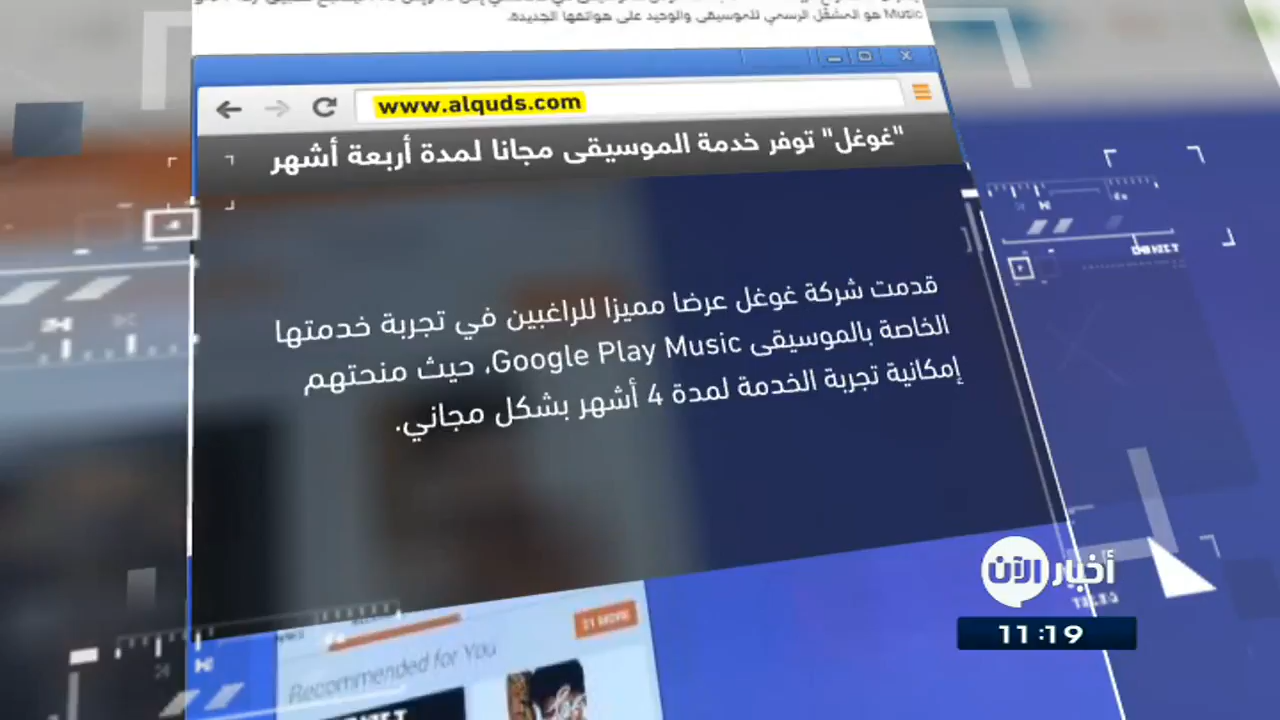 Music هو المشغّل الرسمي للموسيقى والوحيد على هواتفها الجديدة.
www.alquds.com
"غوغل" توفر خدمة الموسيقى مجانا لمدة أربعة أشهر
قدمت شركة غوغل عرضا مميزا للراغبين في تجربة خدمتها
الخاصة بالموسيقى Google Play Music، حيث منحتهم
إمكانية تجربة الخدمة لمدة 4 أشهر بشكل مجاني.
أخبار الآن
11:19
Recommended for You